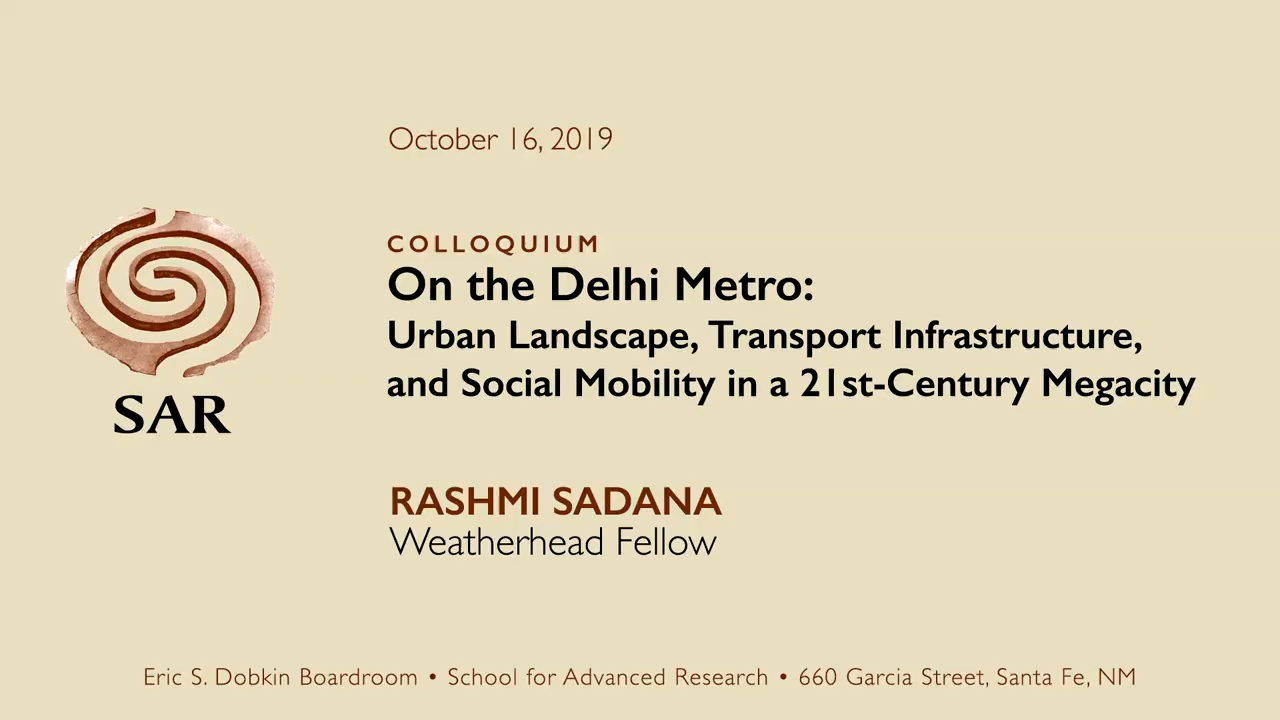 October 16, 2019
COLLOQUIUM
On the Delhi Metro:
Urban Landscape, Transport Infrastructure,
and Social Mobility in a 21st-Century Megacity
SAR
RASHMI SADANA
Weatherhead Fellow
Eric S. Dobkin Boardroom • School for Advanced Research • 660 Garcia Street, Santa Fe, NM